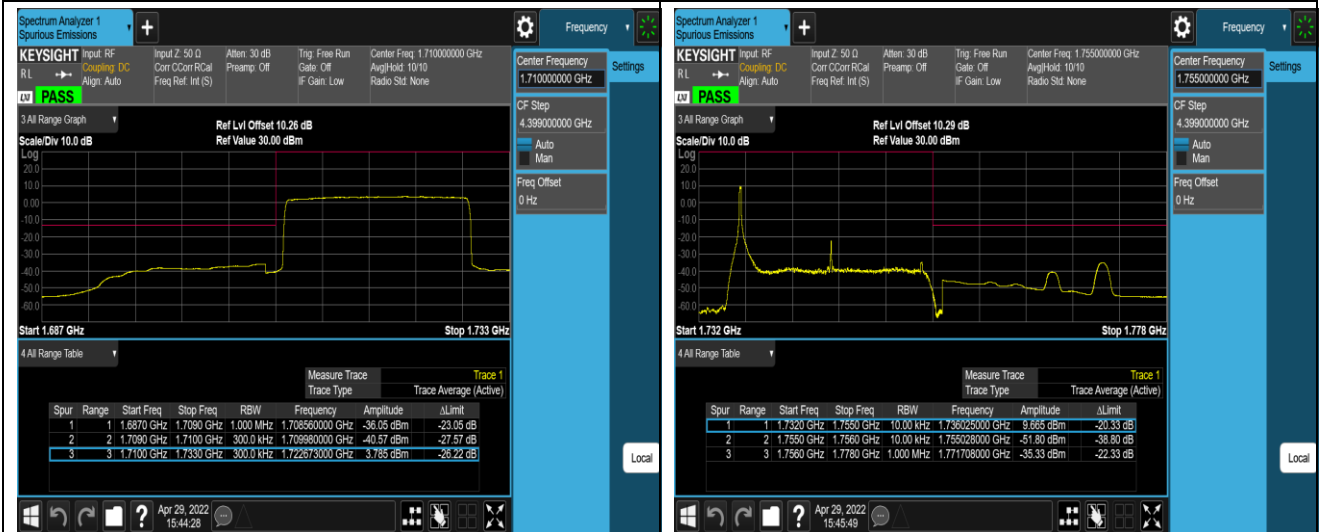 Spectrum Analyzer 1
Spurious Emissions
Frequency
KEYSIGHT Input: RF Input Z: 50 Ω Atten: 30 dB Trig: Free Run Center Freq: 1.710000000 GHz
RL Coupling: DC Corr CCorr RCal Preamp: Off Gate: Off Avg|Hold: 10/10
Align: Auto Freq Ref: Int (S) IF Gain: Low Radio Std: None
PASS
Center Frequency
1.710000000 GHz
Settings
CF Step
4.399000000 GHz
Auto
Man
Freq Offset
0 Hz
3 All Range Graph
Ref Lvl Offset 10.26 dB
Scale/Div 10.0 dB Ref Value 30.00 dBm
Log
20.0
10.0
0.00
-10.0
-20.0
-30.0
-40.0
-50.0
-60.0
Start 1.687 GHz Stop 1.733 GHz
4 All Range Table
Measure Trace Trace 1
Trace Type Trace Average (Active)
Spur Range Start Freq Stop Freq RBW Frequency Amplitude ΔLimit
1 1 1.6870 GHz 1.7090 GHz 1.000 MHz 1.708560000 GHz -36.05 dBm -23.05 dB
2 2 1.7090 GHz 1.7100 GHz 300.0 kHz 1.709980000 GHz -40.57 dBm -27.57 dB
3 3 1.7100 GHz 1.7330 GHz 300.0 kHz 1.722673000 GHz 3.785 dBm -26.22 dB
Local
Apr 29, 2022
15:44:28
Spectrum Analyzer 1
Spurious Emissions
Frequency
KEYSIGHT Input: RF Input Z: 50 Ω Atten: 30 dB Trig: Free Run Center Freq: 1.755000000 GHz
RL Coupling: DC Corr CCorr RCal Preamp: Off Gate: Off Avg|Hold: 10/10
Align: Auto Freq Ref: Int (S) IF Gain: Low Radio Std: None
PASS
Center Frequency
1.755000000 GHz
Settings
CF Step
4.399000000 GHz
Auto
Man
Freq Offset
0 Hz
3 All Range Graph
Ref Lvl Offset 10.29 dB
Scale/Div 10.0 dB Ref Value 30.00 dBm
Log
20.0
10.0
0.00
-10.0
-20.0
-30.0
-40.0
-50.0
-60.0
Start 1.732 GHz Stop 1.778 GHz
4 All Range Table
Measure Trace Trace 1
Trace Type Trace Average (Active)
Spur Range Start Freq Stop Freq RBW Frequency Amplitude ΔLimit
1 1 1.7320 GHz 1.7550 GHz 10.00 kHz 1.736025000 GHz 9.665 dBm -20.33 dB
2 2 1.7550 GHz 1.7560 GHz 10.00 kHz 1.755028000 GHz -51.80 dBm -38.80 dB
3 3 1.7560 GHz 1.7780 GHz 1.000 MHz 1.771708000 GHz -35.33 dBm -22.33 dB
Local
Apr 29, 2022
15:45:49